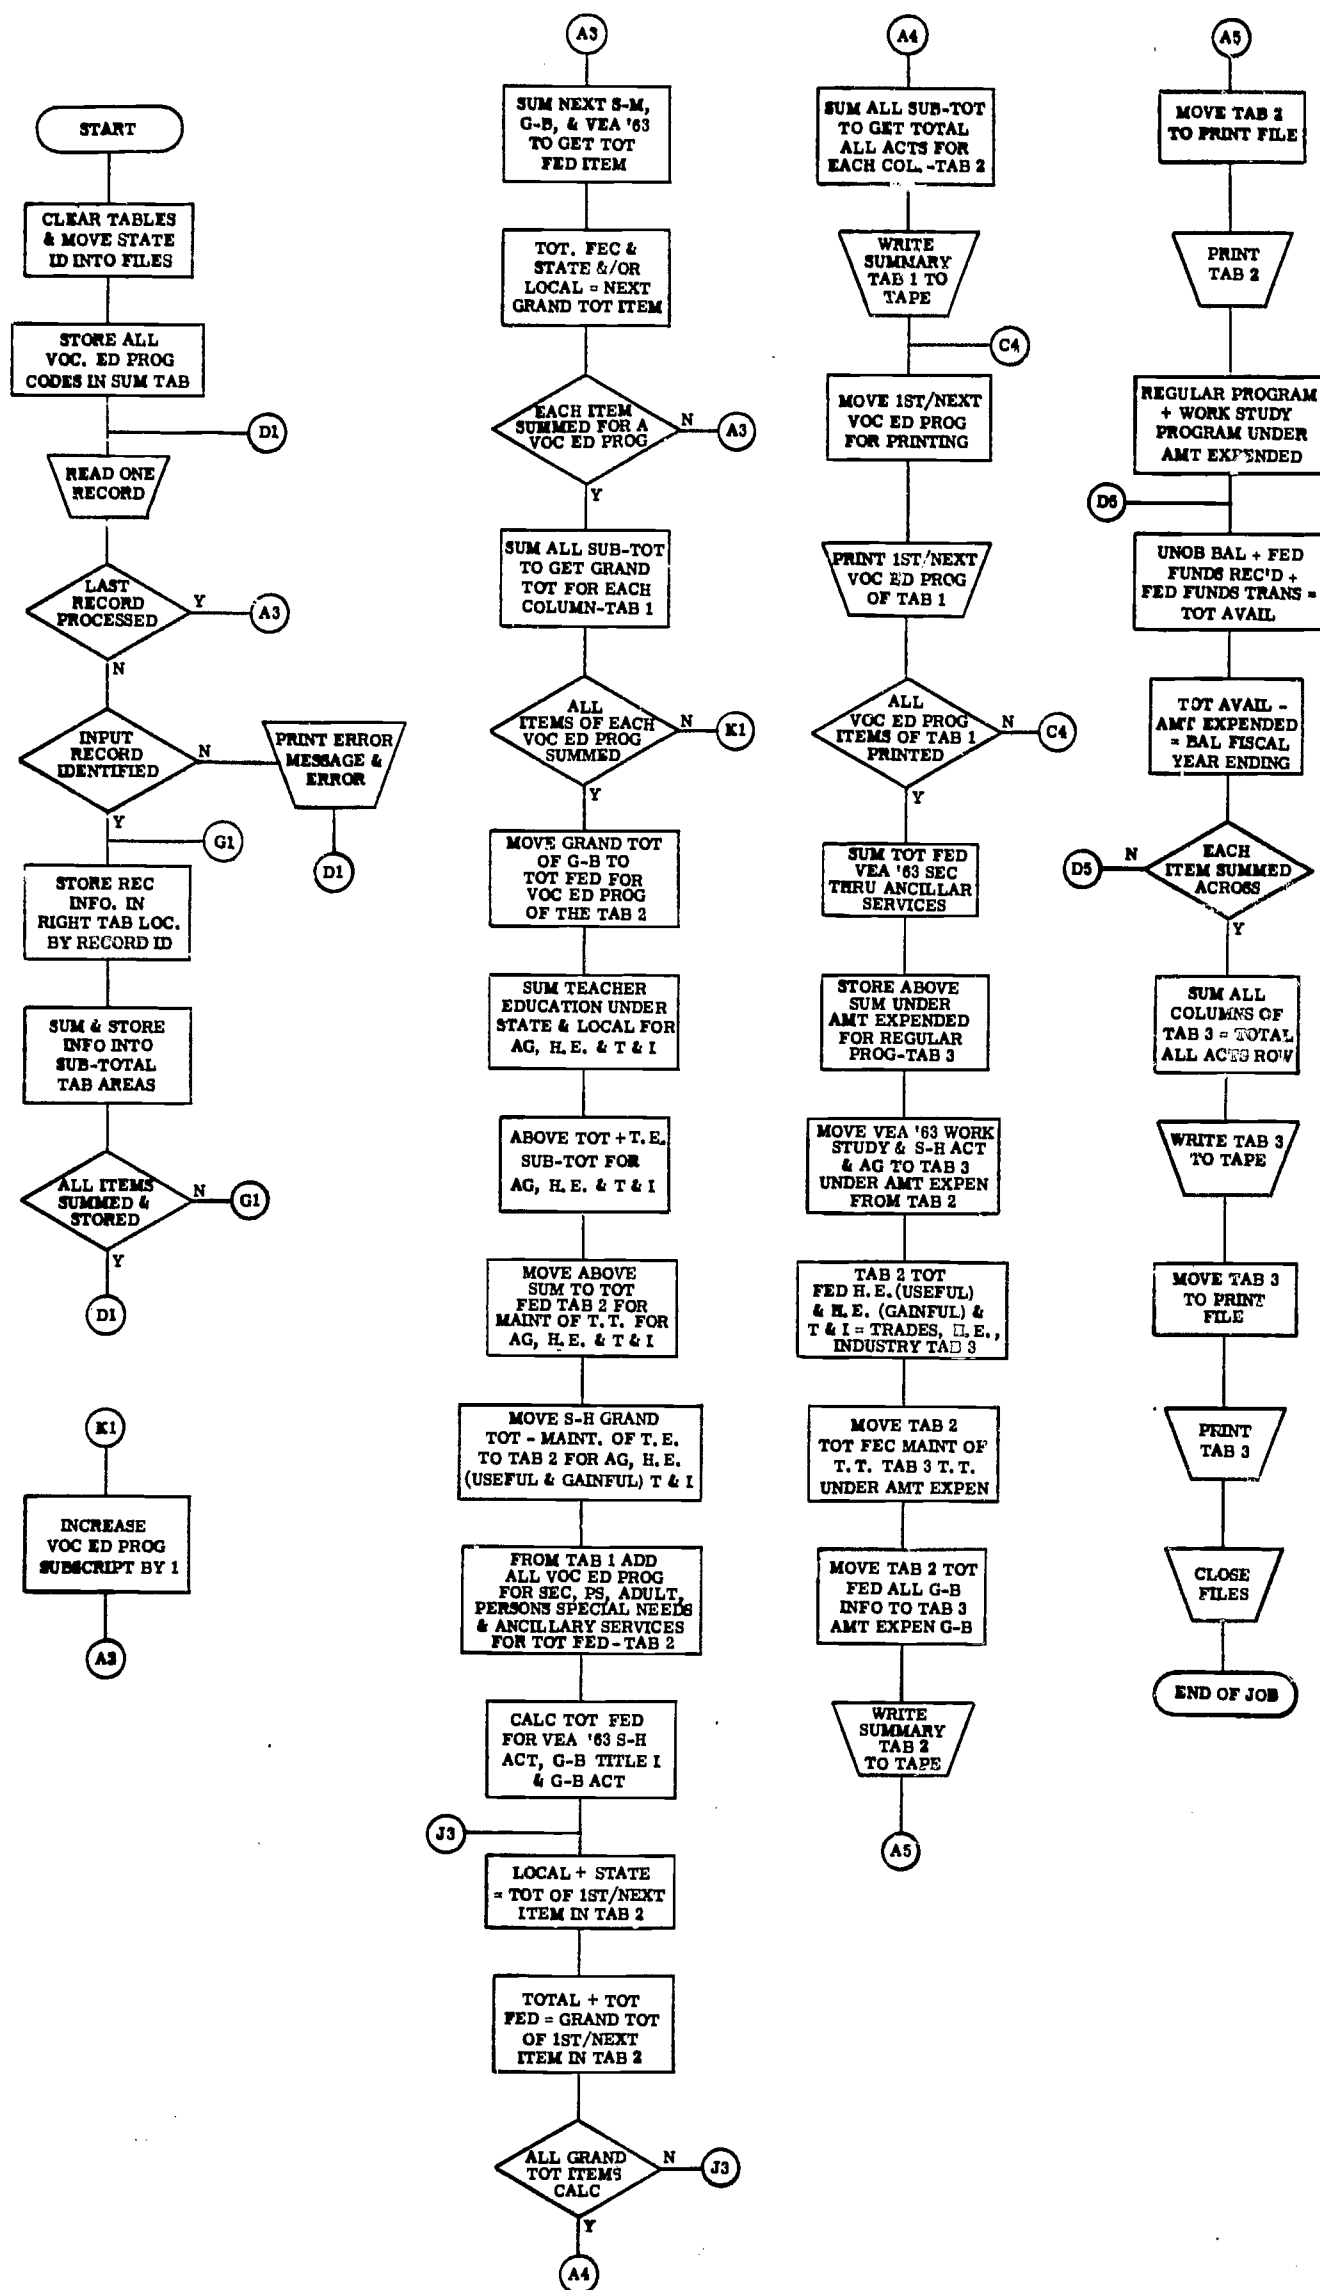 START
CLEAR TABLES
& MOVE STATE
ID INTO FILES
STORE ALL
VOC. ED PROG
CODES IN SUM TAB
D1
READ ONE
RECORD
LAST
RECORD
PROCESSED
Y
A3
N
INPUT
RECORD
IDENTIFIED
N
PRINT ERROR
MESSAGE &
ERROR
D1
Y
G1
STORE REC
INFO. IN
RIGHT TAB LOC.
BY RECORD ID
SUM & STORE
INFO INTO
SUB-TOTAL
TAB AREAS
ALL ITEMS
SUMMED &
STORED
N
G1
Y
D1
K1
INCREASE
VOC ED PROG
SUBSCRIPT BY 1
A3
A3
SUM NEXT S-M,
G-B, & VEA '63
TO GET TOT
FED ITEM
TOT. FEC &
STATE &/OR
LOCAL = NEXT
GRAND TOT ITEM
EACH ITEM
SUMMED FOR A
VOC ED PROG
N
A3
Y
SUM ALL SUB-TOT
TO GET GRAND
TOT FOR EACH
COLUMN-TAB 1
ALL
ITEMS OF EACH
VOC ED PROG
SUMMED
N
K1
Y
MOVE GRAND TOT
OF G-B TO
TOT FED FOR
VOC ED PROG
OF THE TAB 2
SUM TEACHER
EDUCATION UNDER
STATE & LOCAL FOR
AG, H.E. & T & I
ABOVE TOT + T.E.
SUB-TOT FOR
AG, H.E. & T & I
MOVE ABOVE
SUM TO TOT
FED TAB 2 FOR
MAINT OF T.T. FOR
AG, H.E. & T & I
MOVE S-H GRAND
TOT - MAINT. OF T.E.
TO TAB 2 FOR AG, H.E.
(USEFUL & GAINFUL) T & I
FROM TAB 1 ADD
ALL VOC ED PROG
FOR SEC, PS, ADULT,
PERSONS SPECIAL NEEDS
& ANCILLARY SERVICES
FOR TOT FED - TAB 2
CALC TOT FED
FOR VEA '63 S-H
ACT, G-B TITLE I
& G-B ACT
J3
LOCAL + STATE
= TOT OF 1ST/NEXT
ITEM IN TAB 2
TOTAL + TOT
FED = GRAND TOT
OF 1ST/NEXT
ITEM IN TAB 2
ALL GRAND
TOT ITEMS
CALC
N
J3
Y
A4
A4
SUM ALL SUB-TOT
TO GET TOTAL
ALL ACTS FOR
EACH COL.-TAB 2
WRITE
SUMMARY
TAB 1 TO
TAPE
C4
MOVE 1ST/NEXT
VOC ED PROG
FOR PRINTING
PRINT 1ST/NEXT
VOC ED PROG
OF TAB 1
ALL
VOC ED PROG
ITEMS OF TAB 1
PRINTED
N
C4
Y
SUM TOT FED
VEA '63 SEC
THRU ANCILLAR
SERVICES
STORE ABOVE
SUM UNDER
AMT EXPENDED
FOR REGULAR
PROG-TAB 3
MOVE VEA '63 WORK
STUDY & S-H ACT
& AG TO TAB 3
UNDER AMT EXPEN
FROM TAB 2
TAB 2 TOT
FED H.E. (USEFUL)
& H.E. (GAINFUL) &
T & I = TRADES, H.E.,
INDUSTRY TAB 3
MOVE TAB 2
TOT FEC MAINT OF
T.T. TAB 3 T.T.
UNDER AMT EXPEN
MOVE TAB 2 TOT
FED ALL G-B
INFO TO TAB 3
AMT EXPEN G-B
WRITE
SUMMARY
TAB 2
TO TAPE
A5
A5
MOVE TAB 2
TO PRINT FILE
PRINT
TAB 2
REGULAR PROGRAM
+ WORK STUDY
PROGRAM UNDER
AMT EXPENDED
D5
UNOB BAL + FED
FUNDS REC'D +
FED FUNDS TRANS =
TOT AVAIL
TOT AVAIL -
AMT EXPENDED
= BAL FISCAL
YEAR ENDING
EACH
ITEM SUMMED
ACROSS
N
D5
Y
SUM ALL
COLUMNS OF
TAB 3 = TOTAL
ALL ACTS ROW
WRITE TAB 3
TO TAPE
MOVE TAB 3
TO PRINT
FILE
PRINT
TAB 3
CLOSE
FILES
END OF JOB